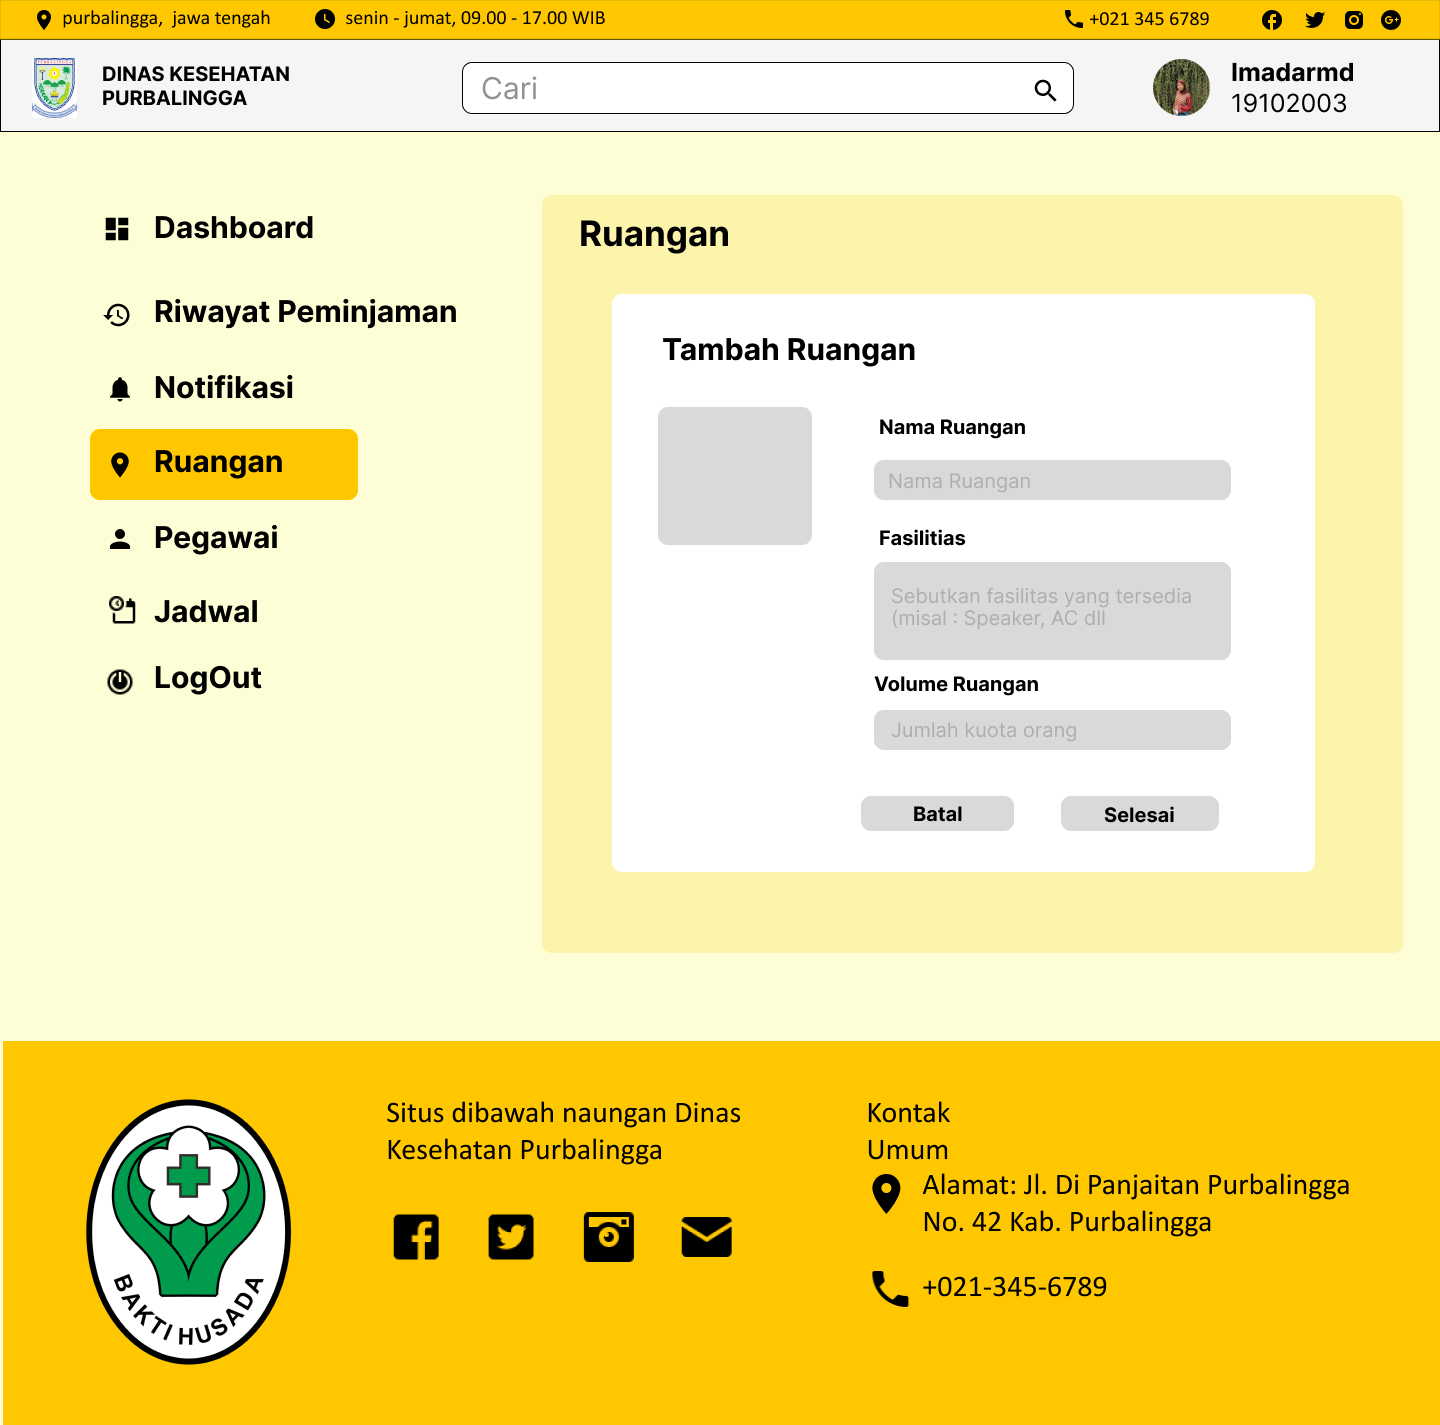 purbalingga, jawa tengah
senin - jumat, 09.00 - 17.00 WIB
+021 345 6789
DINAS KESEHATAN
PURBALINGGA
Cari
Imadarmd
19102003
Dashboard
Riwayat Peminjaman
Notifikasi
Ruangan
Pegawai
Jadwal
LogOut
Ruangan
Tambah Ruangan
Nama Ruangan
Nama Ruangan
Fasilitias
Sebutkan fasilitas yang tersedia
(misal : Speaker, AC dll
Volume Ruangan
Jumlah kuota orang
Batal
Selesai
BAKTI HUSADA
Situs dibawah naungan Dinas
Kesehatan Purbalingga
Kontak
Umum
Alamat: Jl. Di Panjaitan Purbalingga
No. 42 Kab. Purbalingga
+021-345-6789